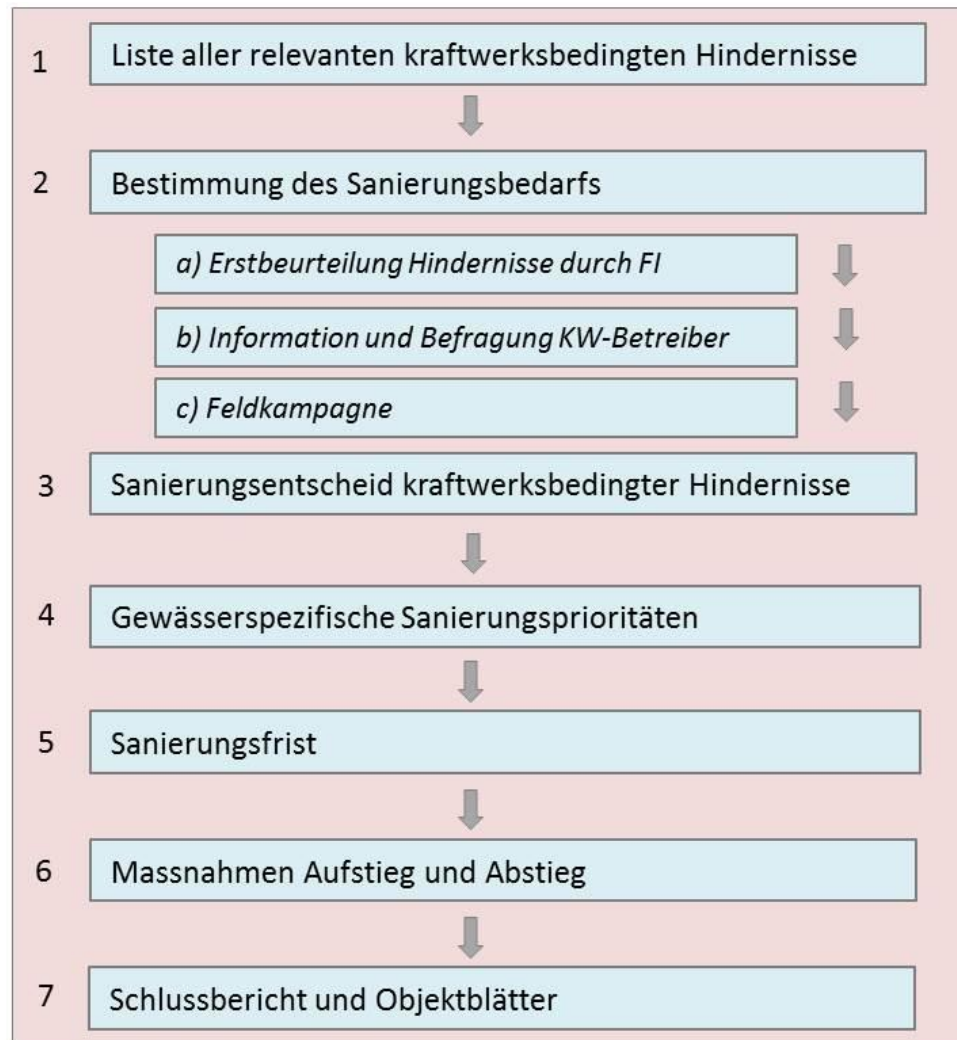 1 Liste aller relevanten kraftwerksbedingten Hindernisse
2 Bestimmung des Sanierungsbedarfs
a) Erstbeurteilung Hindernisse durch FI
b) Information und Befragung KW-Betreiber
c) Feldkampagne
3 Sanierungsentscheid kraftwerksbedingter Hindernisse
4 Gewässerspezifische Sanierungsprioritäten
5 Sanierungsfrist
6 Massnahmen Aufstieg und Abstieg
7 Schlussbericht und Objektblätter